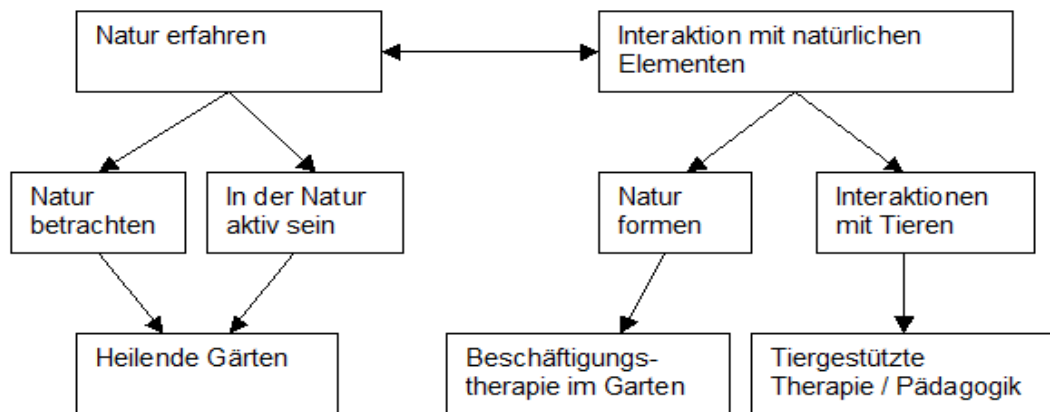 Natur erfahren
Interaktion mit natürlichen
Elementen
Natur
betrachten
In der Natur
aktiv sein
Natur
formen
Interaktionen
mit Tieren
Heilende Gärten
Beschäftigungs-
therapie im Garten
Tiergestützte
Therapie / Pädagogik